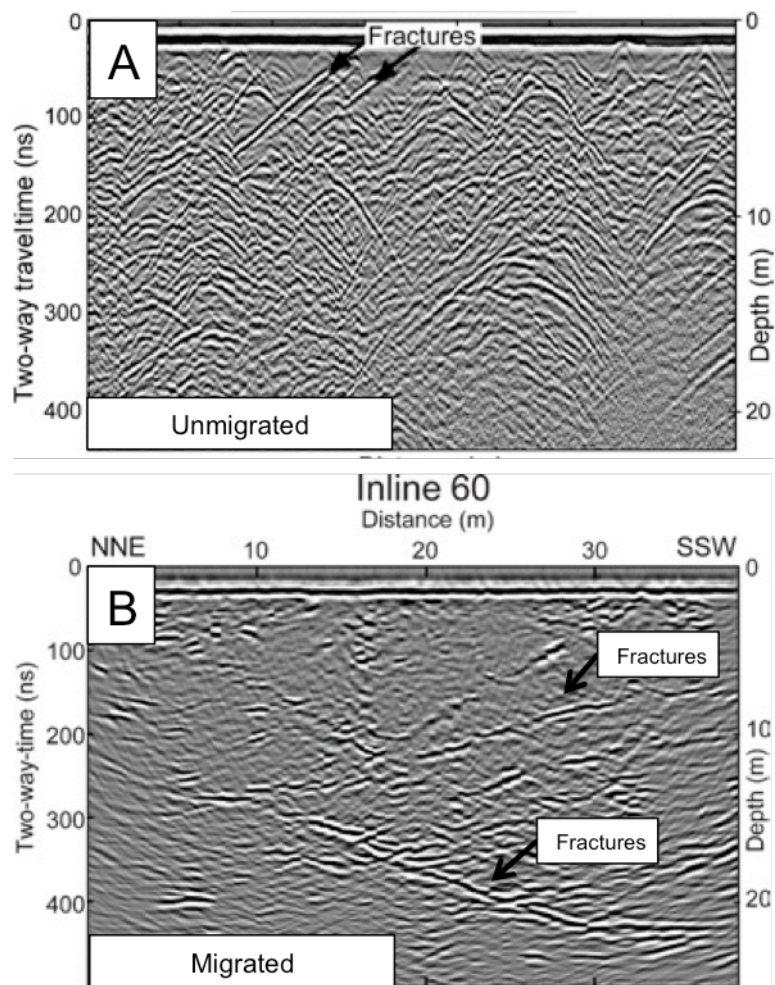 0
0
A
Fractures
100
Two-way traveltime (ns)
200
10
300
Depth (m)
400
20
Unmigrated
Inline 60
Distance (m)
NNE
10
20
30
SSW
0
0
B
100
Fractures
Two-way-time (ns)
200
10
Depth (m)
300
Fractures
400
20
Migrated